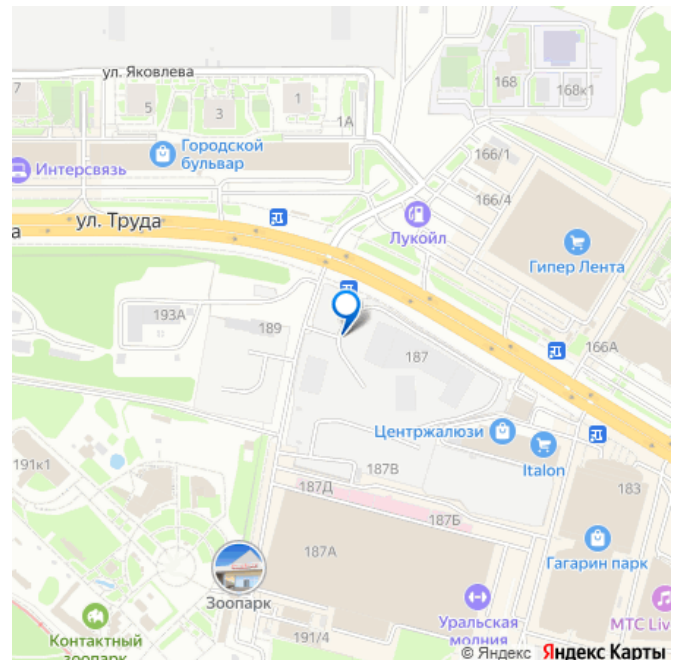 ул. Яковлева
7
5
3
1
1А
168
168к1
Городской
бульвар
Интерсвязь
166/1
166/4
ул. Труда
а
Лукойл
Гипер Лента
193А
189
187
166А
Центржалюзи
Italon
191к1
187В
187Д
187Б
183
187А
Гагарин парк
Зоопарк
Уральская
молния
МТС Liv
Контактный
зоопарк
191/4
© Яндекс Яндекс Карты